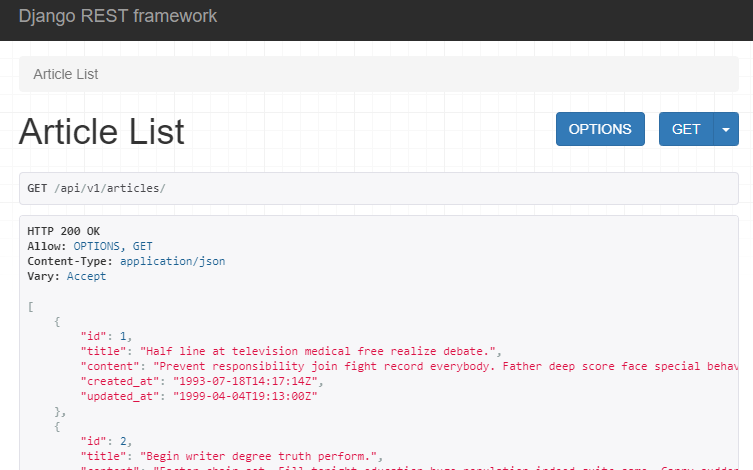 Django REST framework
Article List
Article List
OPTIONS
GET
GET /api/v1/articles/
HTTP 200 OK
Allow: OPTIONS, GET
Content-Type: application/json
Vary: Accept
[
{
"id": 1,
"title": "Half line at television medical free realize debate.",
"content": "Prevent responsibility join fight record everybody. Father deep score face special behav
"created_at": "1993-07-18T14:17:14Z",
"updated_at": "1999-04-04T19:13:00Z"
},
{
"id": 2,
"title": "Begin writer degree truth perform.",